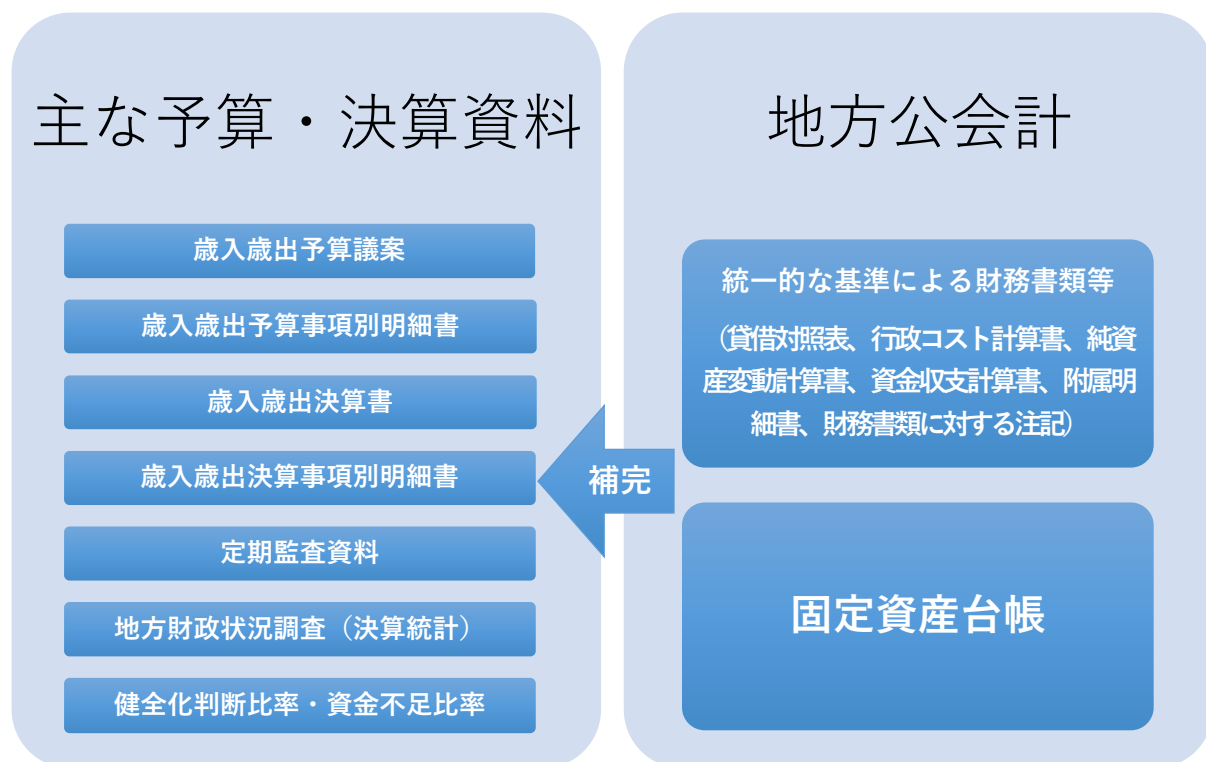 主な予算・決算資料
歳入歳出予算議案
歳入歳出予算事項別明細書
歳入歳出決算書
歳入歳出決算事項別明細書
定期監査資料
地方財政状況調査（決算統計）
健全化判断比率・資金不足比率
補完
地方公会計
統一的な基準による財務書類等
（貸借対照表、行政コスト計算書、純資
産変動計算書、資金収支計算書、附属明
細書、財務書類に対する注記）
固定資産台帳